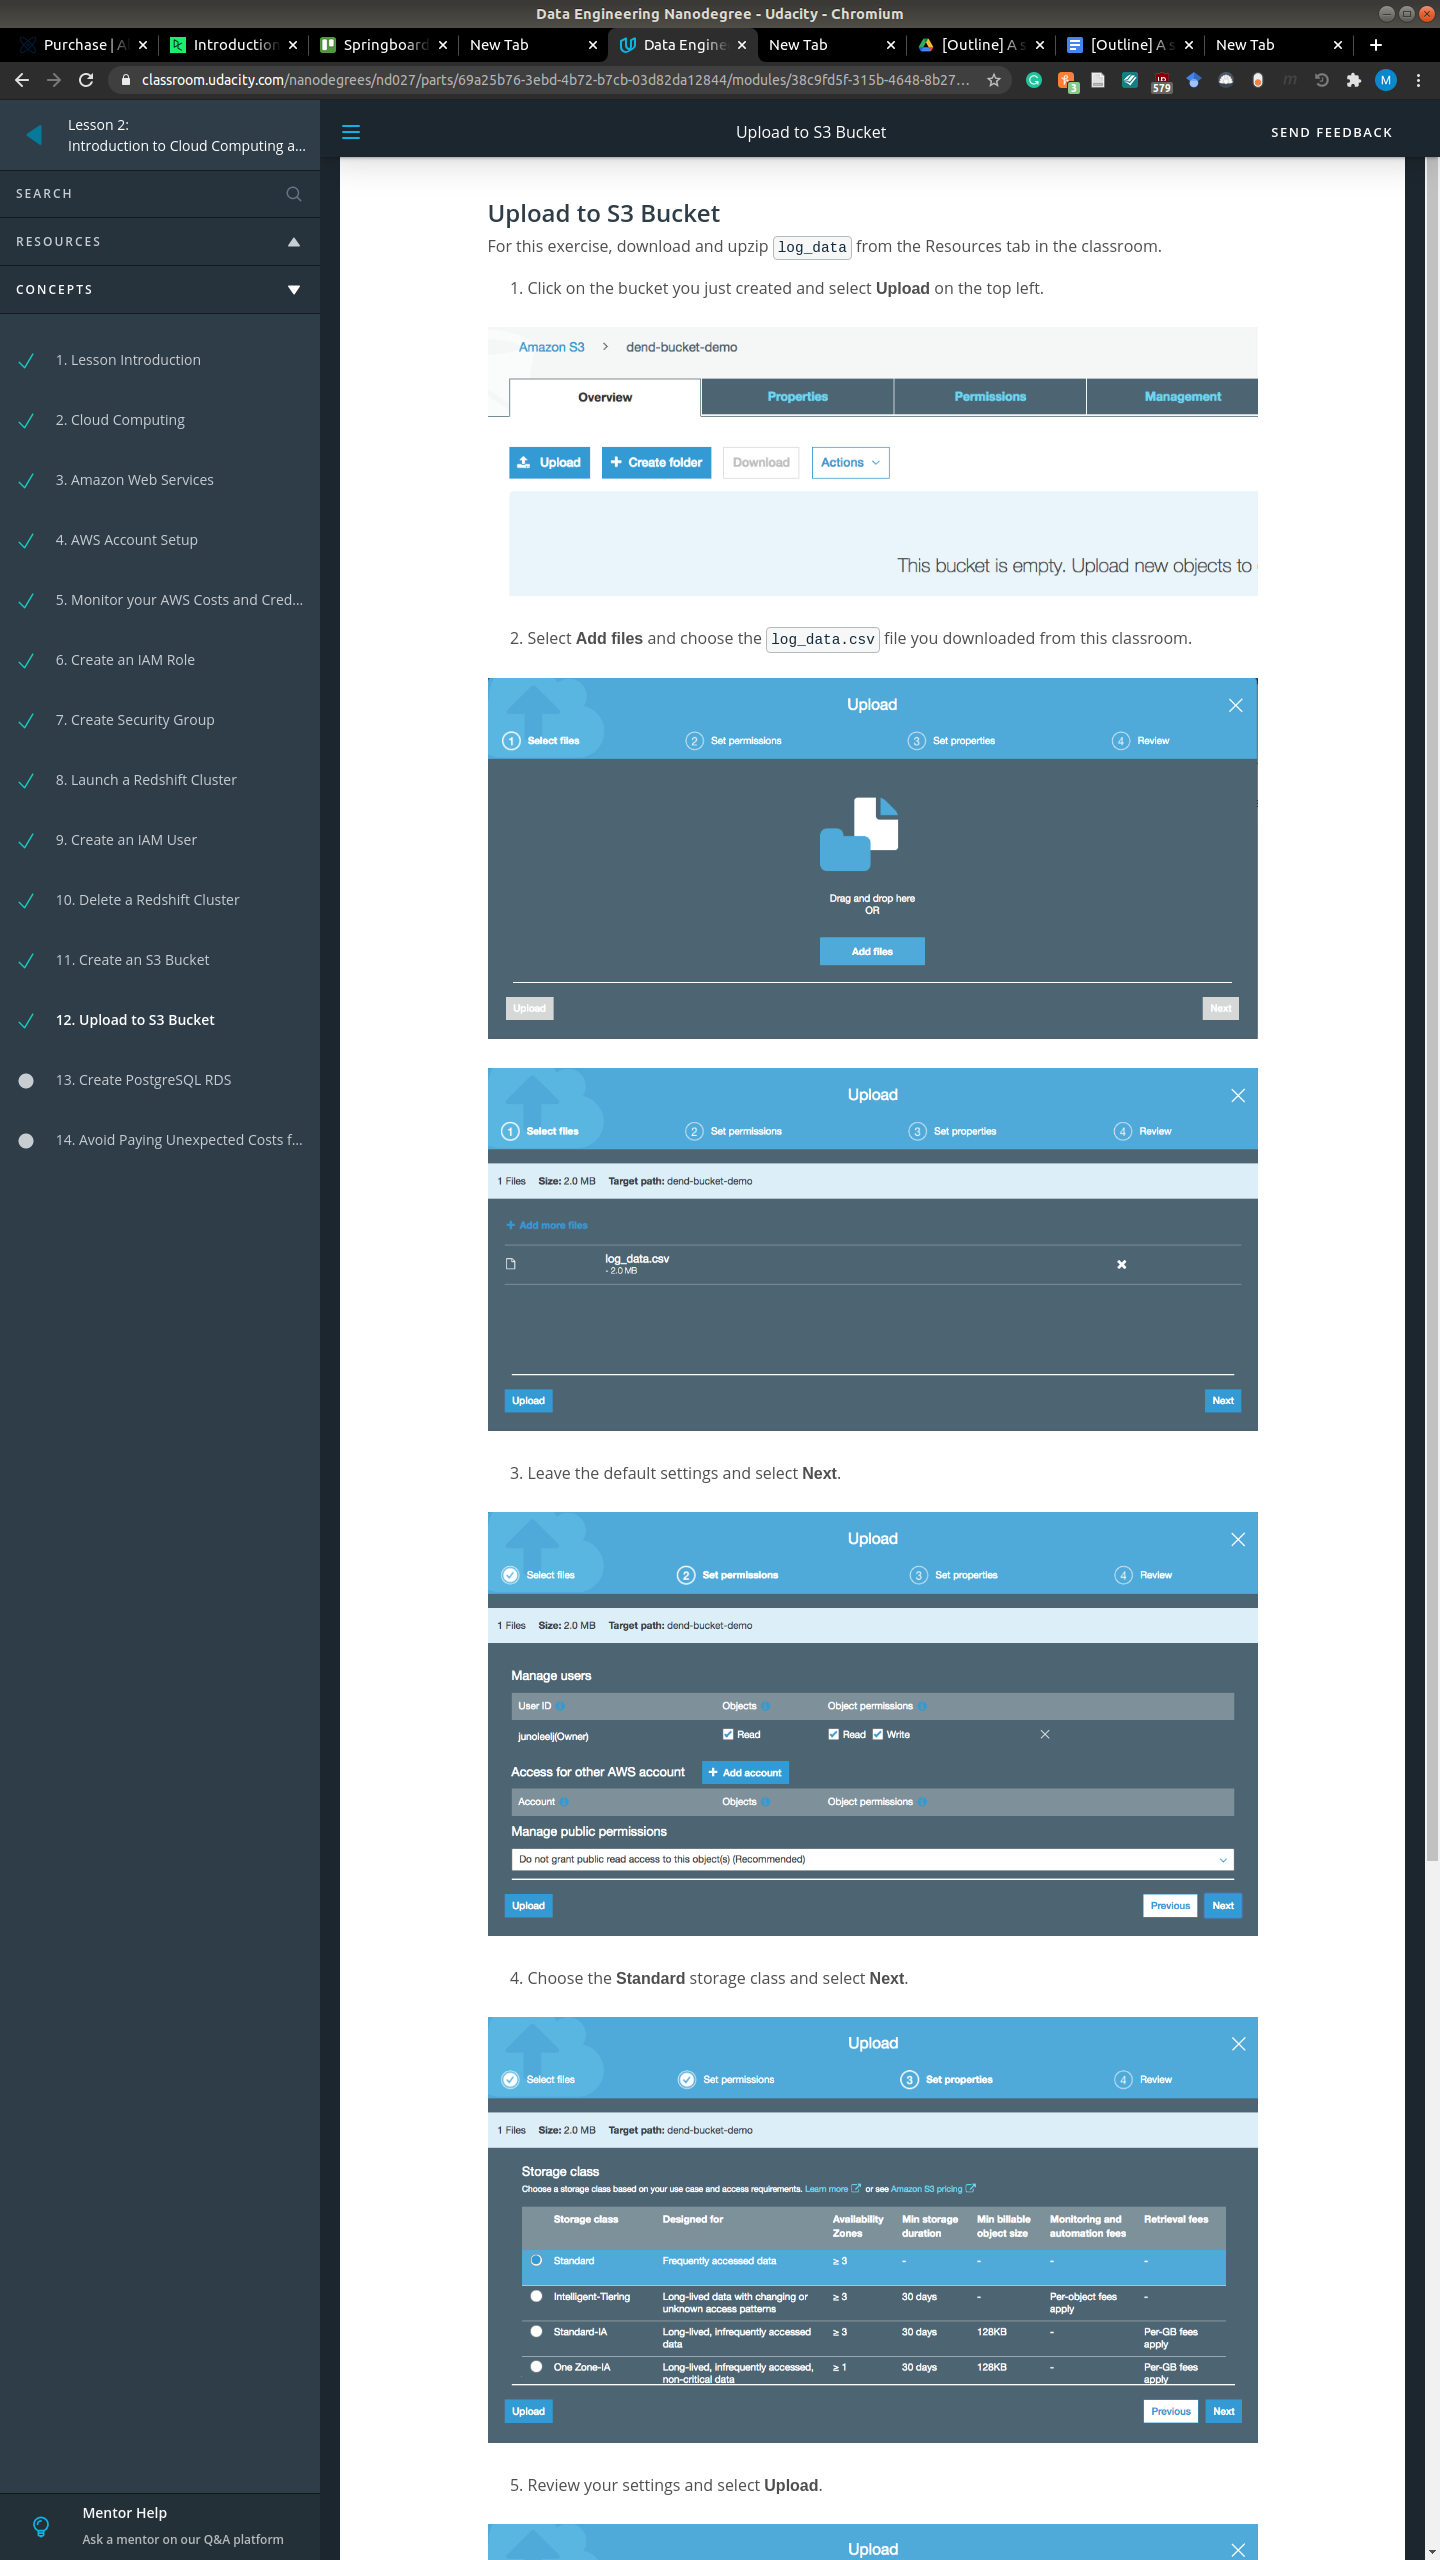 Data Engineering Nanodegree - Udacity - Chromium
Purchase | Al
Introduction
Springboard
New Tab
Data Engine
New Tab
[Outline] A s
[Outline] A s
New Tab
classroom.udacity.com/nanodegrees/nd027/parts/69a25b76-3ebd-4b72-b7cb-03d82da12844/modules/38c9fd5f-315b-4648-8b27...
3
579
M
Lesson 2:
Introduction to Cloud Computing a...
SEARCH
RESOURCES
CONCEPTS
1. Lesson Introduction
2. Cloud Computing
3. Amazon Web Services
4. AWS Account Setup
5. Monitor your AWS Costs and Cred...
6. Create an IAM Role
7. Create Security Group
8. Launch a Redshift Cluster
9. Create an IAM User
10. Delete a Redshift Cluster
11. Create an S3 Bucket
12. Upload to S3 Bucket
13. Create PostgreSQL RDS
14. Avoid Paying Unexpected Costs f...
Mentor Help
Ask a mentor on our Q&A platform
Upload to S3 Bucket
SEND FEEDBACK
Upload to S3 Bucket
For this exercise, download and upzip log_data from the Resources tab in the classroom.
1. Click on the bucket you just created and select Upload on the top left.
Amazon S3 > dend-bucket-demo
Overview Properties Permissions Management
Upload + Create folder Download Actions
This bucket is empty. Upload new objects to
2. Select Add files and choose the log_data.csv file you downloaded from this classroom.
Upload
1 Select files 2 Set permissions 3 Set properties 4 Review
Drag and drop here
OR
Add files
Upload Next
Upload
1 Select files 2 Set permissions 3 Set properties 4 Review
1 Files Size: 2.0 MB Target path: dend-bucket-demo
+ Add more files
log_data.csv
- 2.0 MB
Upload Next
3. Leave the default settings and select Next.
Upload
Select files 2 Set permissions 3 Set properties 4 Review
1 Files Size: 2.0 MB Target path: dend-bucket-demo
Manage users
User ID Objects Object permissions
junoleelj(Owner) Read Read Write
Access for other AWS account + Add account
Account Objects Object permissions
Manage public permissions
Do not grant public read access to this object(s) (Recommended)
Upload Previous Next
4. Choose the Standard storage class and select Next.
Upload
Select files Set permissions 3 Set properties 4 Review
1 Files Size: 2.0 MB Target path: dend-bucket-demo
Storage class
Choose a storage class based on your use case and access requirements. Learn more or see Amazon S3 pricing
Storage class Designed for Availability Zones Min storage duration Min billable object size Monitoring and automation fees Retrieval fees
Standard Frequently accessed data ≥ 3 - - - -
Intelligent-Tiering Long-lived data with changing or unknown access patterns ≥ 3 30 days - Per-object fees apply -
Standard-IA Long-lived, infrequently accessed data ≥ 3 30 days 128KB - Per-GB fees apply
One Zone-IA Long-lived, infrequently accessed, non-critical data ≥ 1 30 days 128KB - Per-GB fees apply
Upload Previous Next
5. Review your settings and select Upload.
Upload